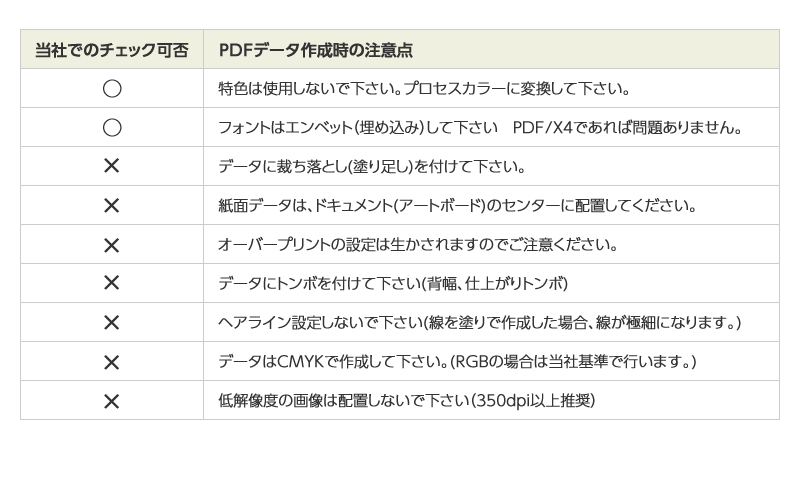 当社でのチェック可否 PDFデータ作成時の注意点
○ 特色は使用しないで下さい。プロセスカラーに変換して下さい。
○ フォントはエンベット（埋め込み）して下さい　PDF/X4であれば問題ありません。
× データに裁ち落とし(塗り足し)を付けて下さい。
× 紙面データは、ドキュメント(アートボード)のセンターに配置してください。
× オーバープリントの設定は生かされますのでご注意ください。
× データにトンボを付けて下さい(背幅、仕上がりトンボ)
× ヘアライン設定しないで下さい(線を塗りで作成した場合、線が極細になります。)
× データはCMYKで作成して下さい。(RGBの場合は当社基準で行います。)
× 低解像度の画像は配置しないで下さい（350dpi以上推奨）